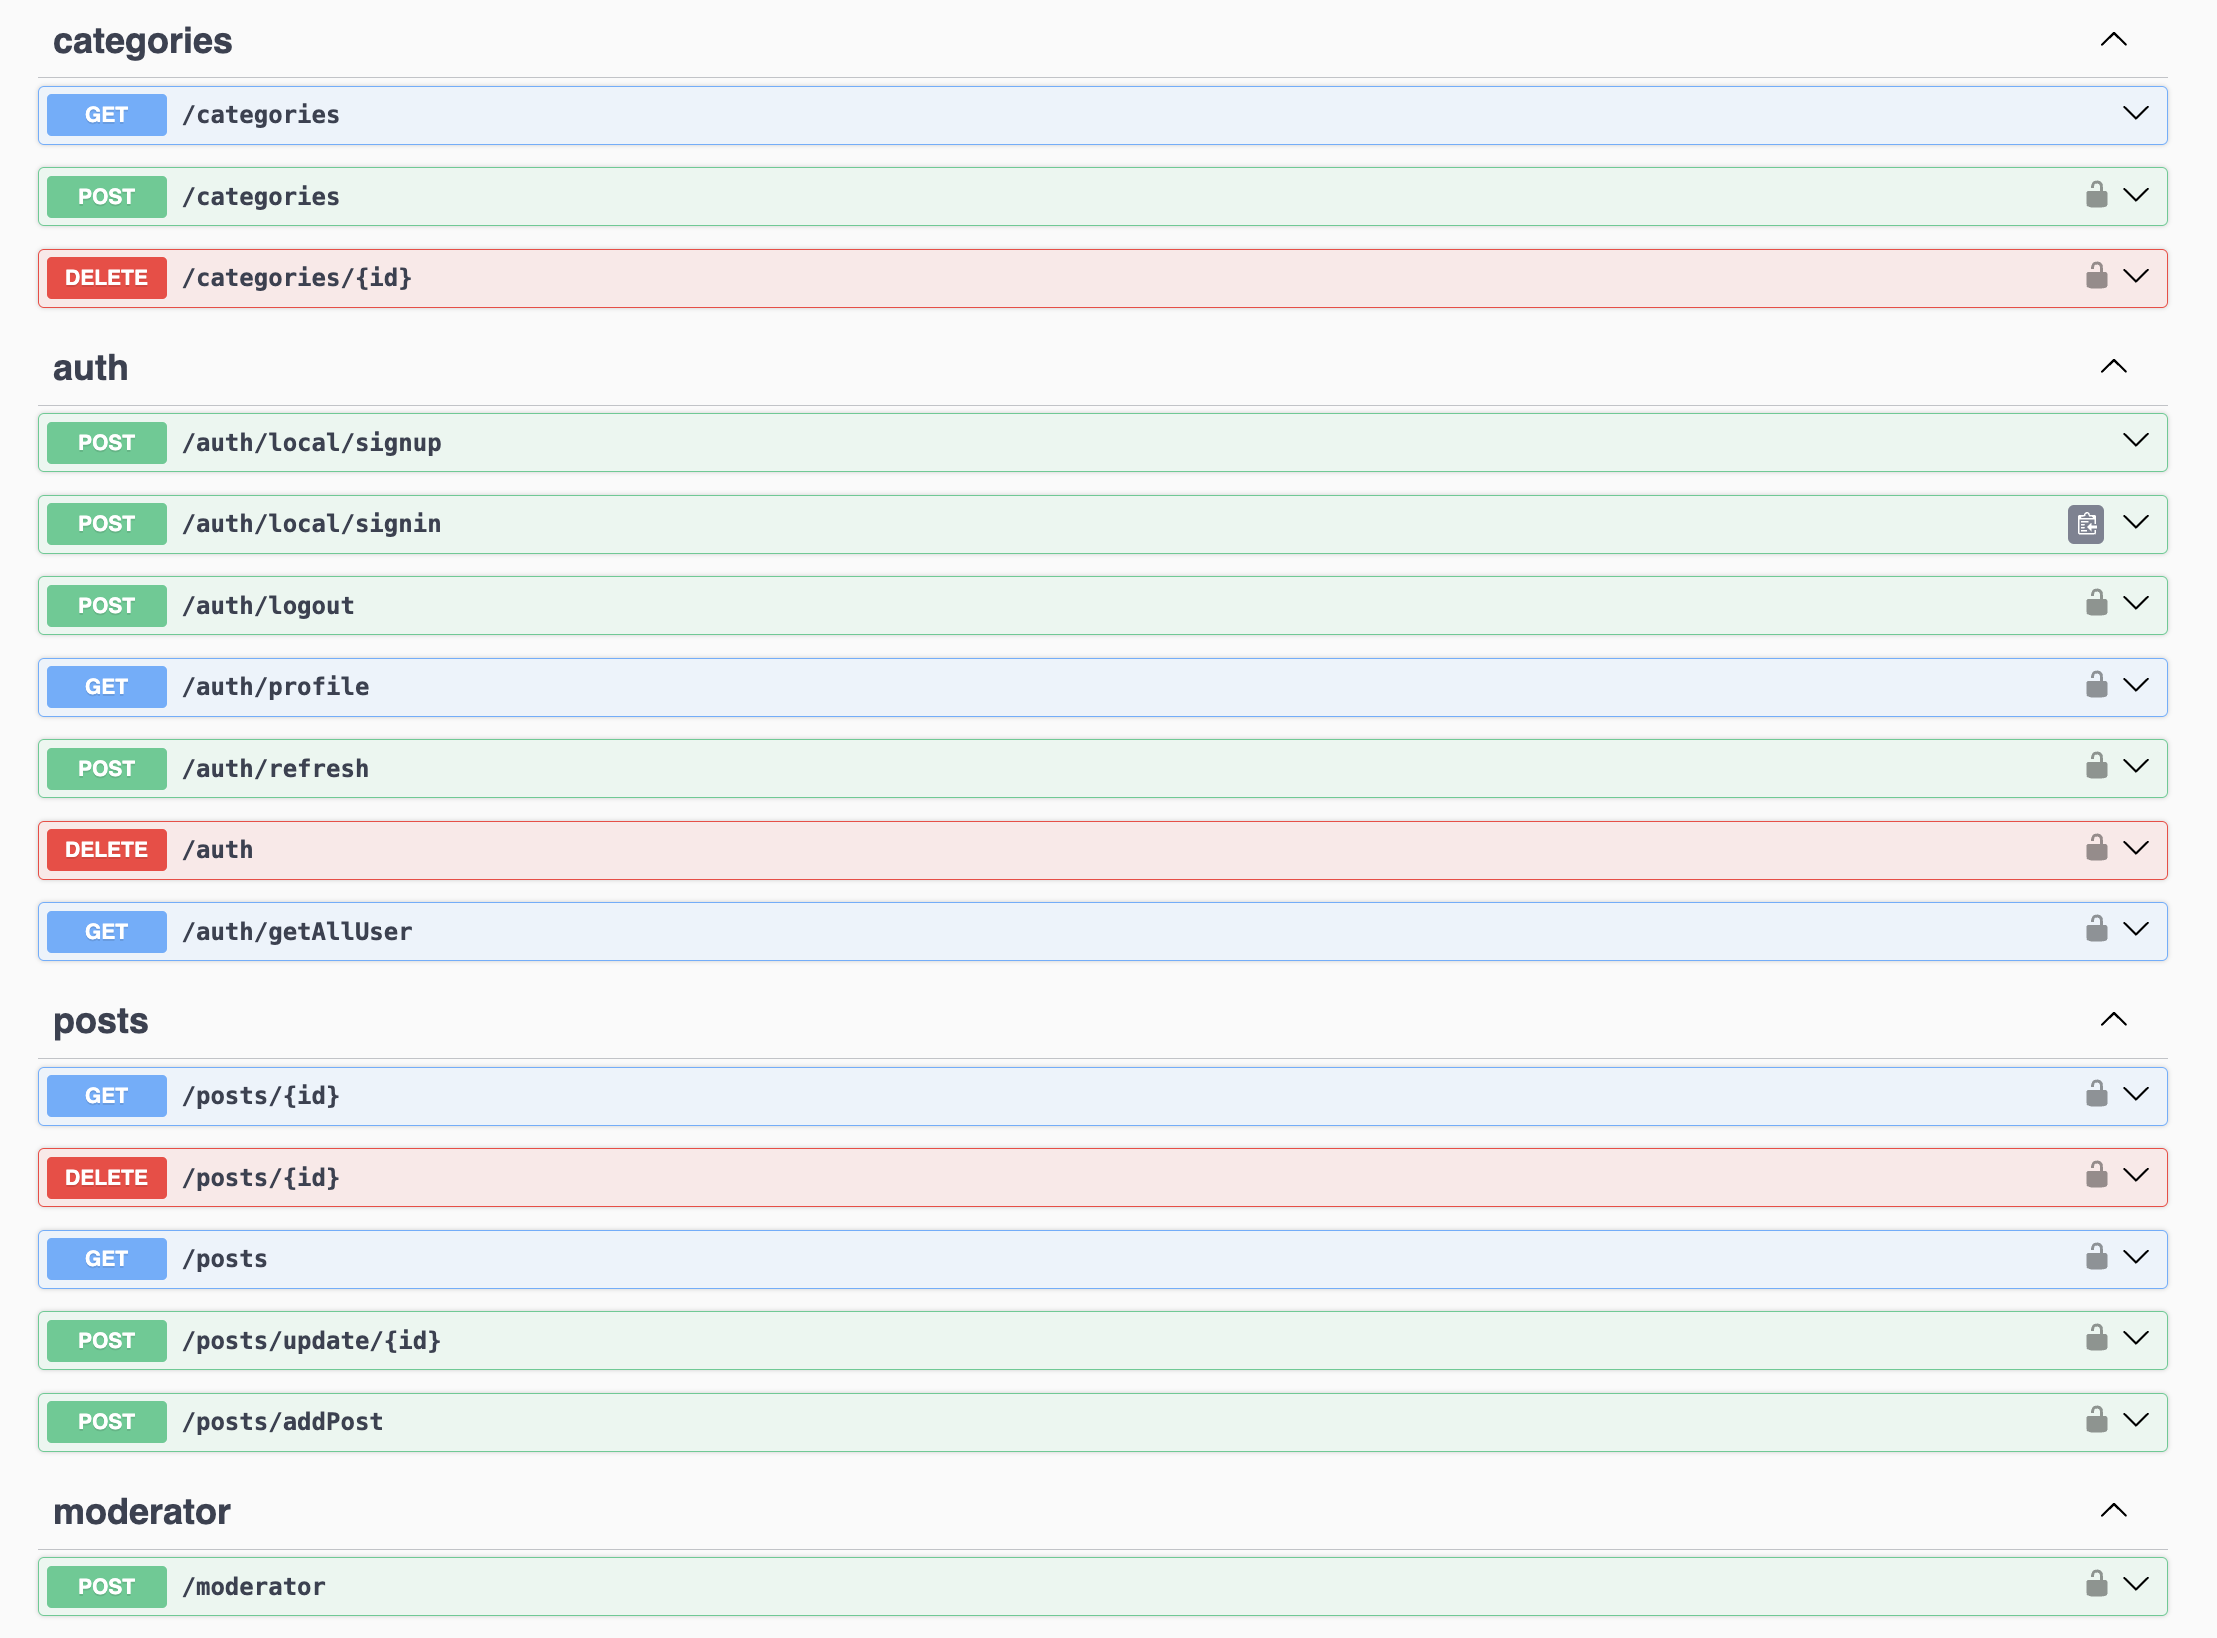 categories
GET /categories
POST /categories
DELETE /categories/{id}
auth
POST /auth/local/signup
POST /auth/local/signin
POST /auth/logout
GET /auth/profile
POST /auth/refresh
DELETE /auth
GET /auth/getAllUser
posts
GET /posts/{id}
DELETE /posts/{id}
GET /posts
POST /posts/update/{id}
POST /posts/addPost
moderator
POST /moderator